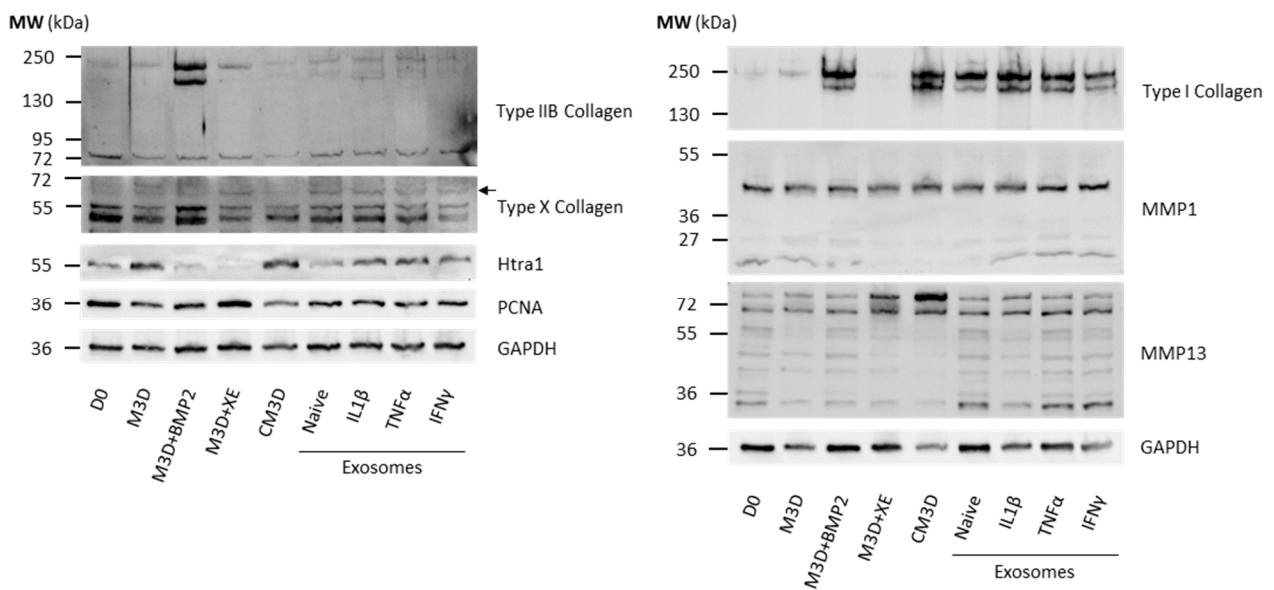 MW (kDa)
250
130
95
72
Type IIB Collagen
72
55
Type X Collagen
55
Htra1
36
PCNA
36
GAPDH
D0
M3D
M3D+BMP2
M3D+XE
CM3D
Naive
IL1β
TNFα
IFNγ
Exosomes
MW (kDa)
250
130
Type I Collagen
55
36
27
MMP1
72
55
36
MMP13
36
GAPDH
D0
M3D
M3D+BMP2
M3D+XE
CM3D
Naive
IL1β
TNFα
IFNγ
Exosomes